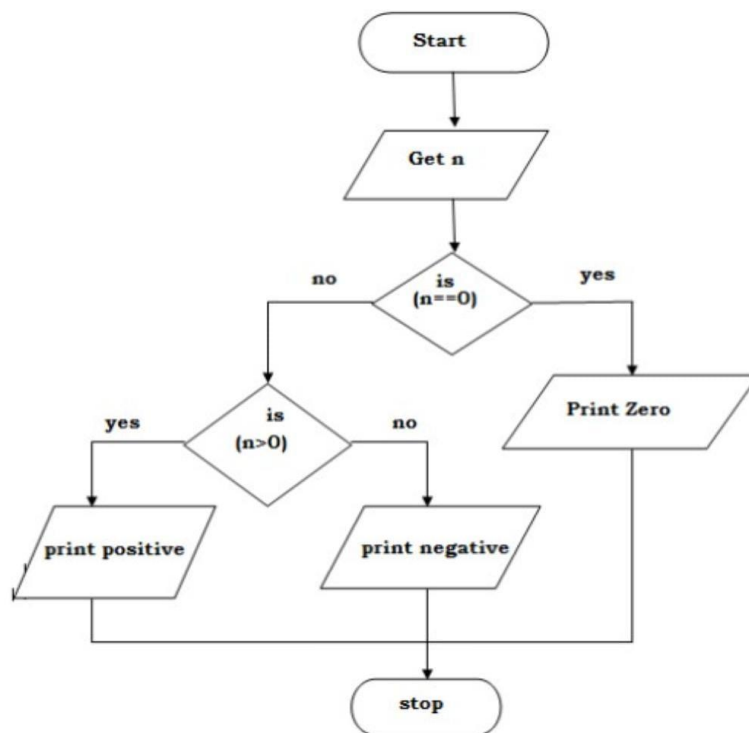 Start
Get n
no
is
(n==0)
yes
yes
is
(n>0)
no
Print Zero
print positive
print negative
stop